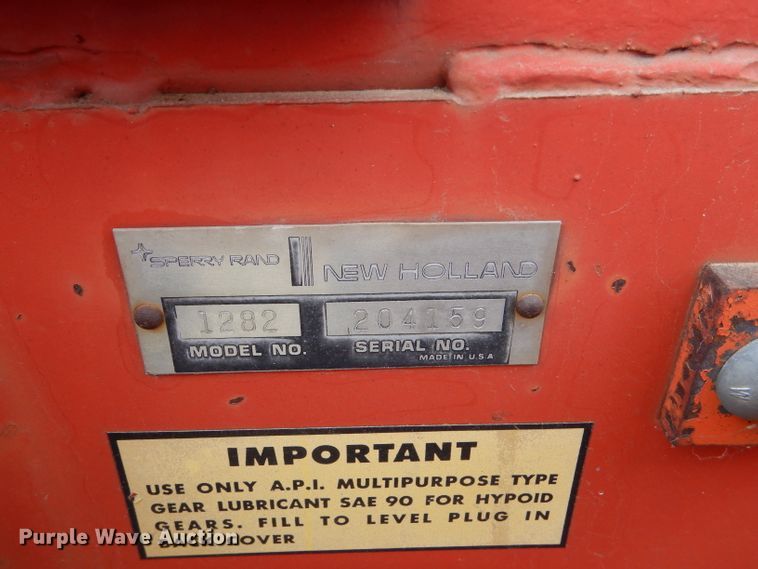 SPERRY RAND NEW HOLLAND
1282 204159
MODEL NO. SERIAL NO.
MADE IN U.S.A
IMPORTANT
USE ONLY A.P.I. MULTIPURPOSE TYPE
GEAR LUBRICANT SAE 90 FOR HYPOID
GEARS. FILL TO LEVEL PLUG IN
Purple Wave Auction